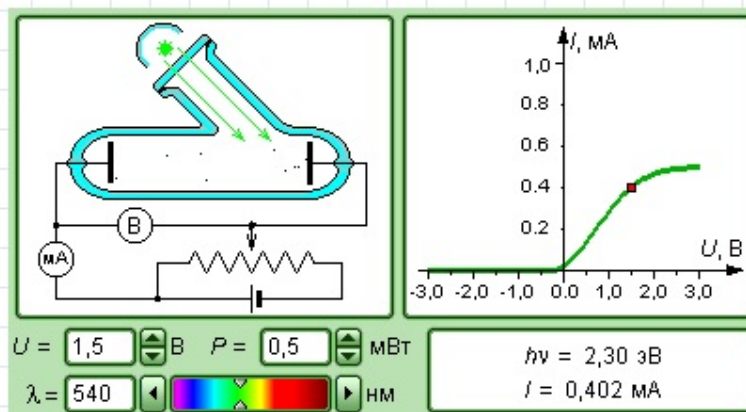 I, мА
1,0
0.8
0.6
0.4
0.2
U, В
-3,0 -2,0 -1,0 0.0 1,0 2,0 3,0
В
мА
U = 1,5 В P = 0,5 мВт
λ = 540 нм
hν = 2,30 эВ
I = 0,402 мА